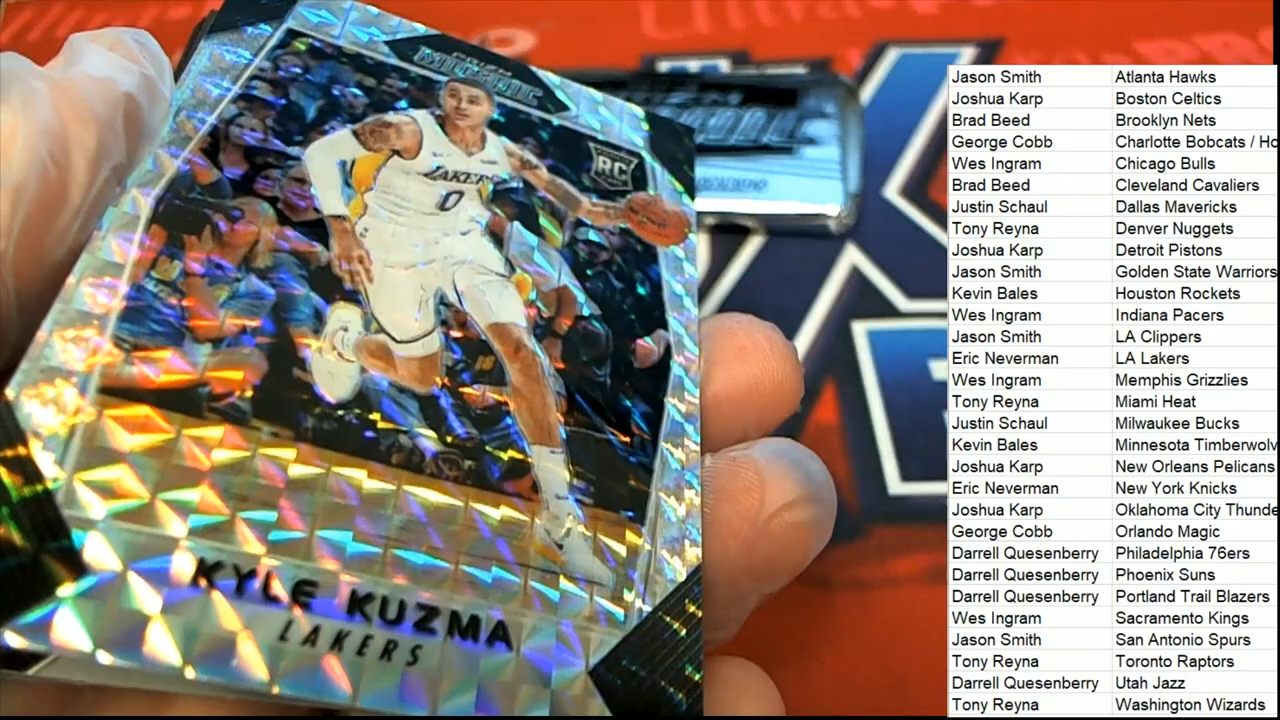 MOSAIC
RC
LAKERS
0
KYLE KUZMA
LAKERS
Jason Smith Atlanta Hawks
Joshua Karp Boston Celtics
Brad Beed Brooklyn Nets
George Cobb Charlotte Bobcats / Ho
Wes Ingram Chicago Bulls
Brad Beed Cleveland Cavaliers
Justin Schaul Dallas Mavericks
Tony Reyna Denver Nuggets
Joshua Karp Detroit Pistons
Jason Smith Golden State Warriors
Kevin Bales Houston Rockets
Wes Ingram Indiana Pacers
Jason Smith LA Clippers
Eric Neverman LA Lakers
Wes Ingram Memphis Grizzlies
Tony Reyna Miami Heat
Justin Schaul Milwaukee Bucks
Kevin Bales Minnesota Timberwolv
Joshua Karp New Orleans Pelicans
Eric Neverman New York Knicks
Joshua Karp Oklahoma City Thunde
George Cobb Orlando Magic
Darrell Quesenberry Philadelphia 76ers
Darrell Quesenberry Phoenix Suns
Darrell Quesenberry Portland Trail Blazers
Wes Ingram Sacramento Kings
Jason Smith San Antonio Spurs
Tony Reyna Toronto Raptors
Darrell Quesenberry Utah Jazz
Tony Reyna Washington Wizards